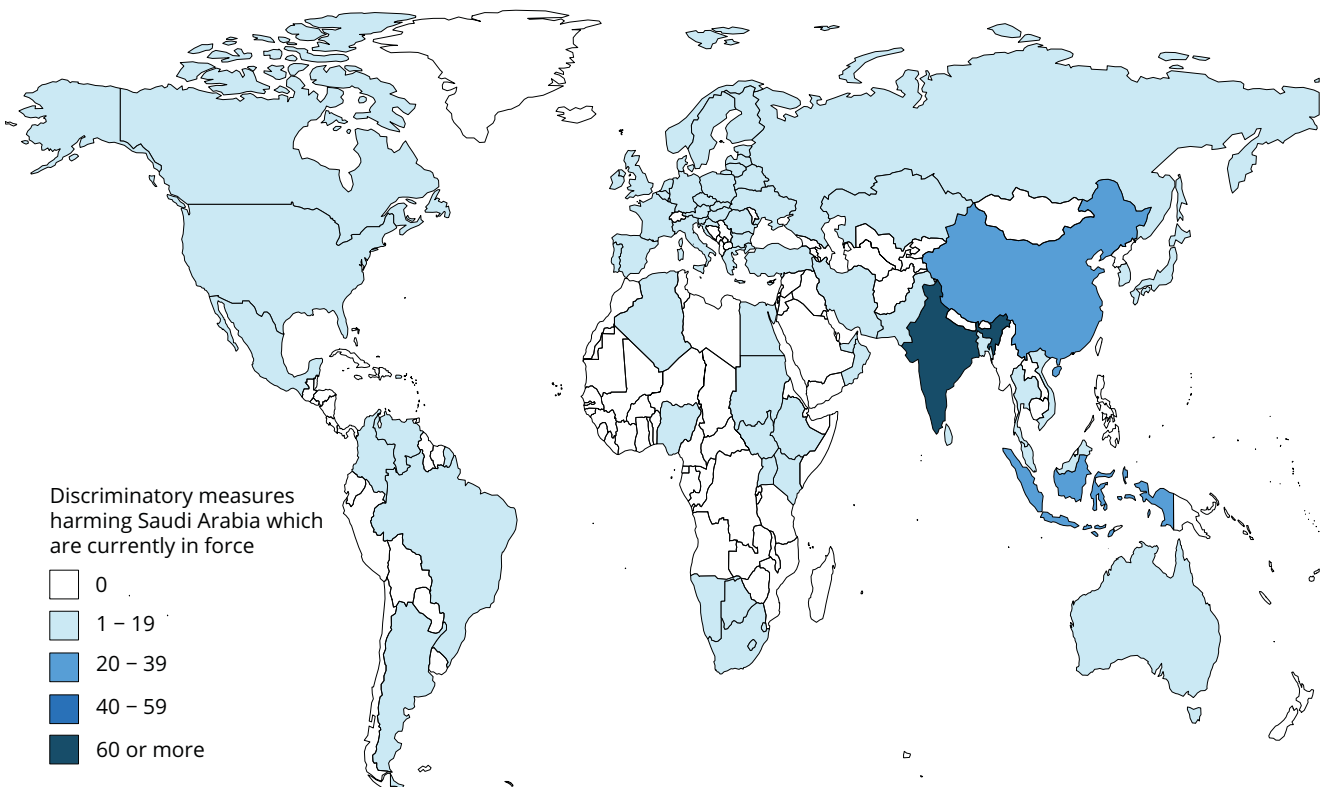 Discriminatory measures
harming Saudi Arabia which
are currently in force
0
1 – 19
20 – 39
40 – 59
60 or more